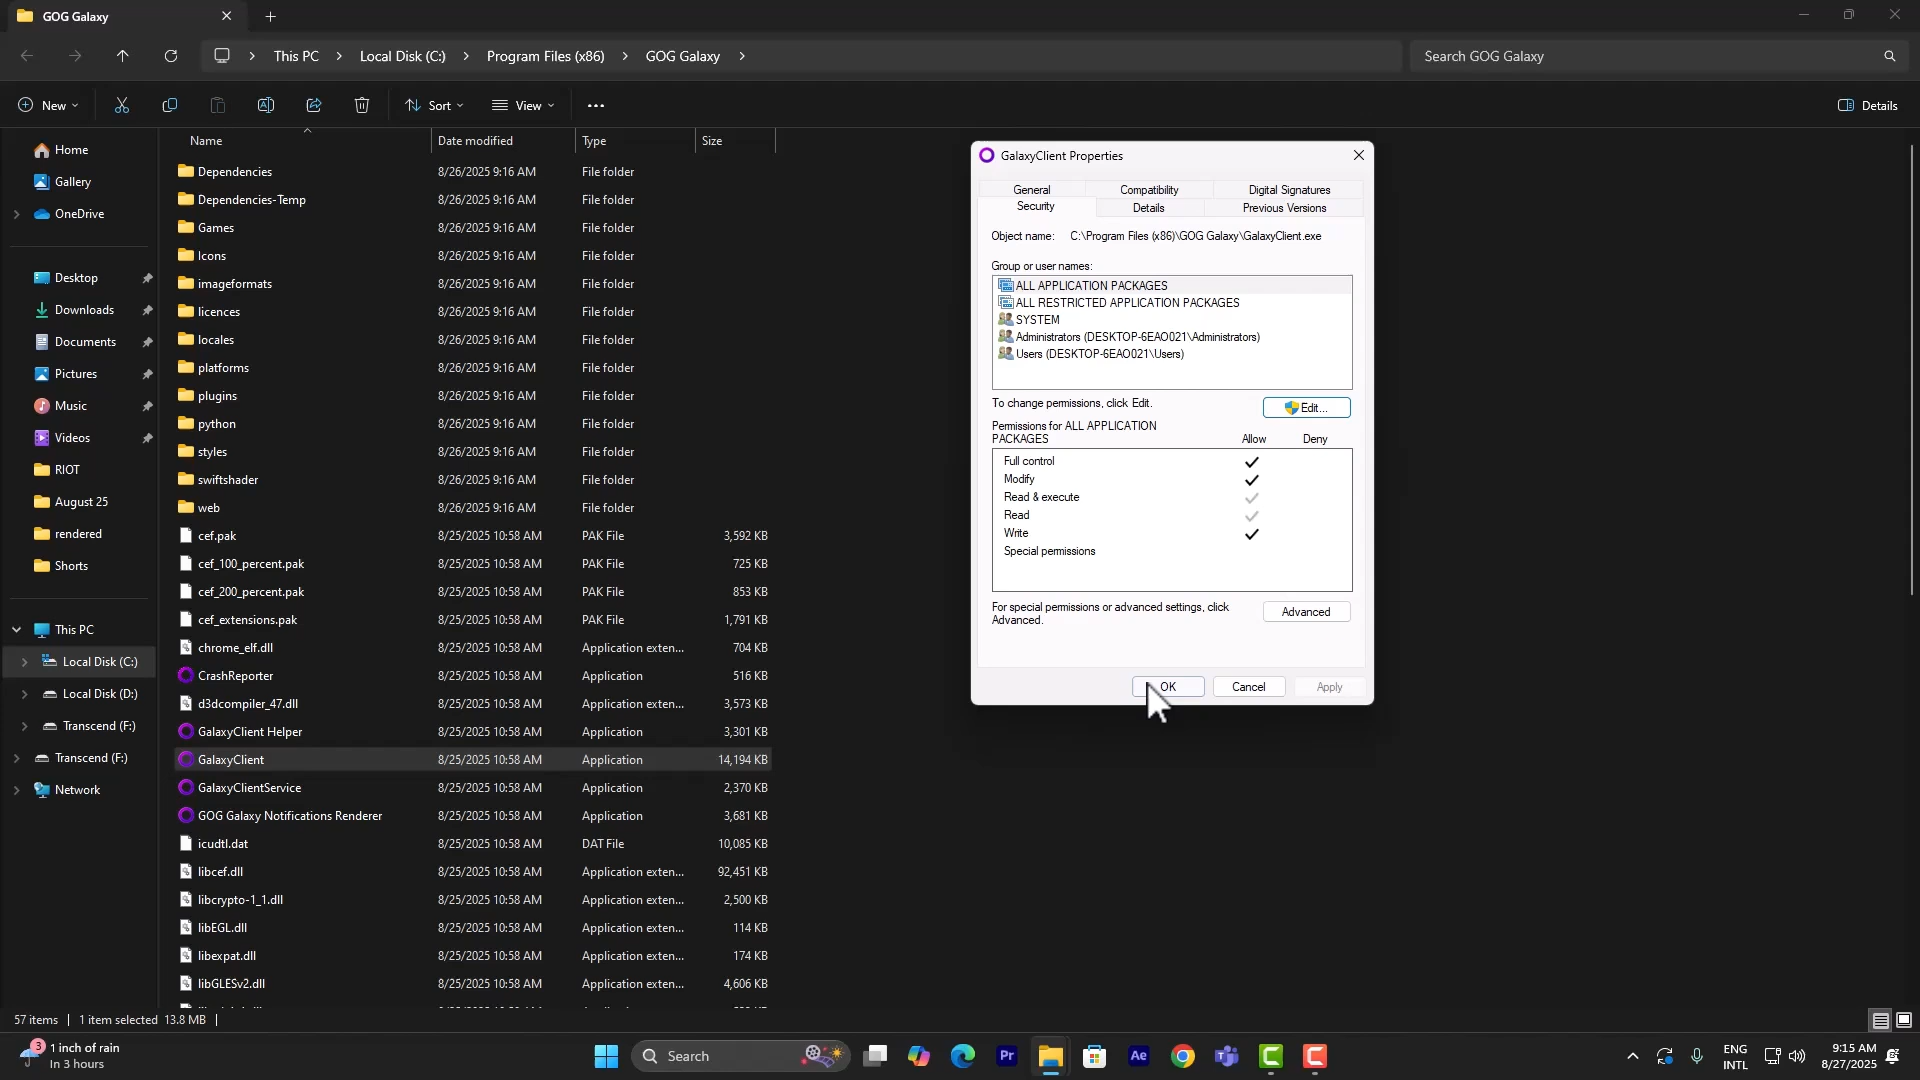 GOG Galaxy
This PC
Local Disk (C:)
Program Files (x86)
GOG Galaxy
Search GOG Galaxy
New
Sort
View
Details
Home
Gallery
OneDrive
Desktop
Downloads
Documents
Pictures
Music
Videos
RIOT
August 25
rendered
Shorts
This PC
Local Disk (C:)
Local Disk (D:)
Transcend (F:)
Transcend (F:)
Network
Name Date modified Type Size
Dependencies 8/26/2025 9:16 AM File folder
Dependencies-Temp 8/26/2025 9:16 AM File folder
Games 8/26/2025 9:16 AM File folder
Icons 8/26/2025 9:16 AM File folder
imageformats 8/26/2025 9:16 AM File folder
licences 8/26/2025 9:16 AM File folder
locales 8/26/2025 9:16 AM File folder
platforms 8/26/2025 9:16 AM File folder
plugins 8/26/2025 9:16 AM File folder
python 8/26/2025 9:16 AM File folder
styles 8/26/2025 9:16 AM File folder
swiftshader 8/26/2025 9:16 AM File folder
web 8/26/2025 9:16 AM File folder
cef.pak 8/25/2025 10:58 AM PAK File 3,592 KB
cef_100_percent.pak 8/25/2025 10:58 AM PAK File 725 KB
cef_200_percent.pak 8/25/2025 10:58 AM PAK File 853 KB
cef_extensions.pak 8/25/2025 10:58 AM PAK File 1,791 KB
chrome_elf.dll 8/25/2025 10:58 AM Application exten... 704 KB
CrashReporter 8/25/2025 10:58 AM Application 516 KB
d3dcompiler_47.dll 8/25/2025 10:58 AM Application exten... 3,573 KB
GalaxyClient Helper 8/25/2025 10:58 AM Application 3,301 KB
GalaxyClient 8/25/2025 10:58 AM Application 14,194 KB
GalaxyClientService 8/25/2025 10:58 AM Application 2,370 KB
GOG Galaxy Notifications Renderer 8/25/2025 10:58 AM Application 3,681 KB
icudtl.dat 8/25/2025 10:58 AM DAT File 10,085 KB
libcef.dll 8/25/2025 10:58 AM Application exten... 92,451 KB
libcrypto-1_1.dll 8/25/2025 10:58 AM Application exten... 2,500 KB
libEGL.dll 8/25/2025 10:58 AM Application exten... 114 KB
libexpat.dll 8/25/2025 10:58 AM Application exten... 174 KB
libGLESv2.dll 8/25/2025 10:58 AM Application exten... 4,606 KB
GalaxyClient Properties
General Compatibility Digital Signatures
Security Details Previous Versions
Object name: C:\Program Files (x86)\GOG Galaxy\GalaxyClient.exe
Group or user names:
ALL APPLICATION PACKAGES
ALL RESTRICTED APPLICATION PACKAGES
SYSTEM
Administrators (DESKTOP-6EAO021\Administrators)
Users (DESKTOP-6EAO021\Users)
To change permissions, click Edit.
Edit...
Permissions for ALL APPLICATION
PACKAGES Allow Deny
Full control
Modify
Read & execute
Read
Write
Special permissions
For special permissions or advanced settings, click
Advanced.
Advanced
OK Cancel Apply
57 items 1 item selected 13.8 MB
3
1 inch of rain
In 3 hours
Search
Pr
Ae
ENG
INTL
9:15 AM
8/27/2025